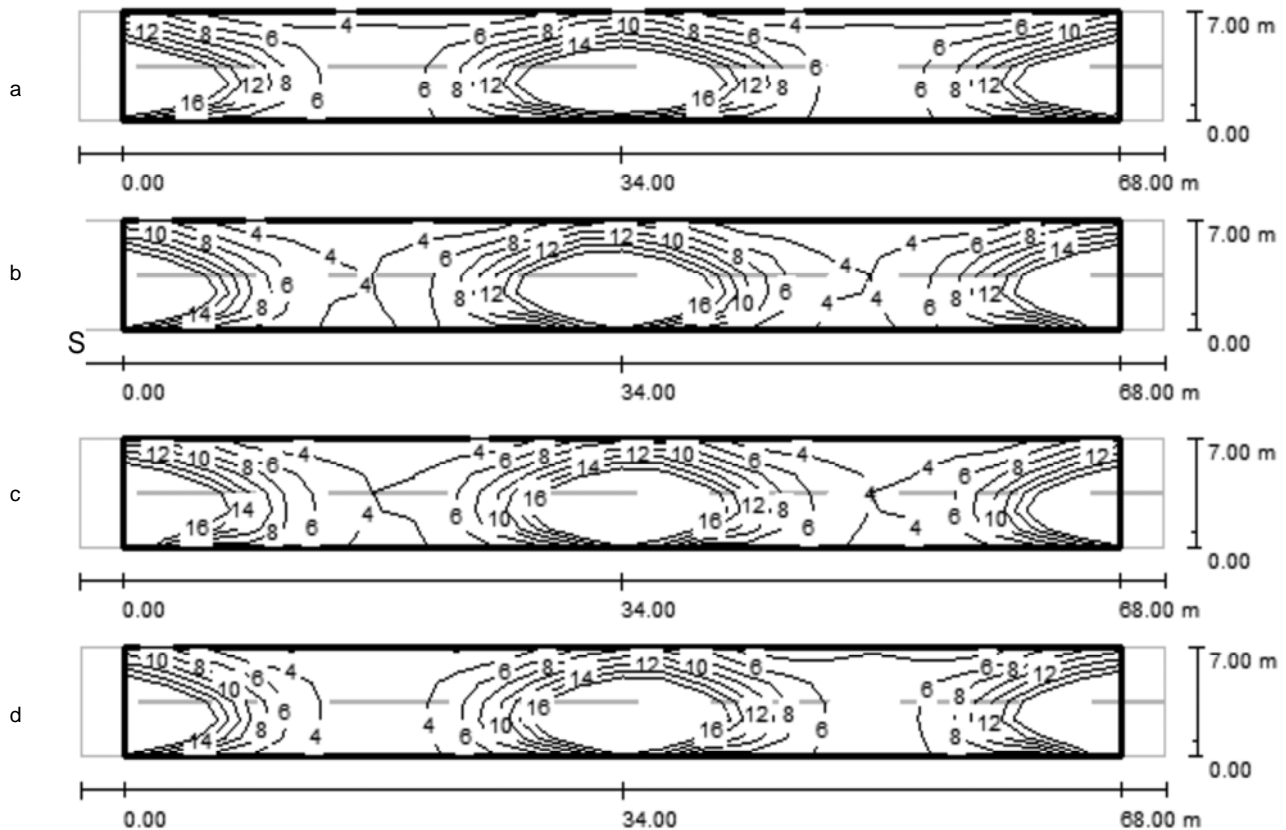 4 10 4 6 7.00 m
12 8 6 6 8 8 6 10
14 6
6
a 12 8 6 8 12 12 8 6 12
16 6 16
0.00
0.00 34.00 68.00 m
10 8 4 4 8 12 12 10 4 8 14 7.00 m
4 6 8 4 6
b 6 4 8 12 6 6 8 12
14 8 16 10 4 4 6
S 0.00
0.00 34.00 68.00 m
12 10 4 4 6 8 12 10 6 4 8 12 7.00 m
8 6 14 8 4 6
c 14 16 12 8 4
16 8 6 4 6 10 16 6 4 6 10
0.00
0.00 34.00 68.00 m
10 8 4 6 8 12 10 6 6 8 7.00 m
6 14 12
10 6 8
d 6 16 12 8
14 8 4 4 6 10 16 6 8 12
0.00
0.00 34.00 68.00 m